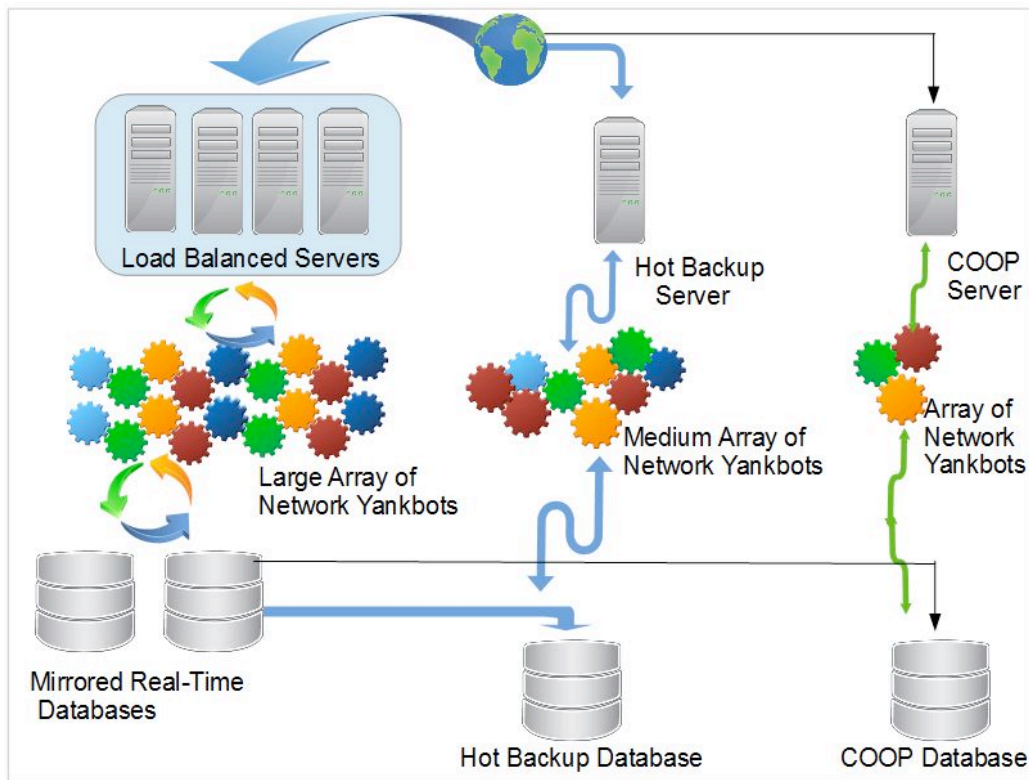 Load Balanced Servers
Hot Backup
Server
COOP
Server
Large Array of
Network Yankbots
Medium Array of
Network Yankbots
Array of
Network
Yankbots
Mirrored Real-Time
Databases
Hot Backup Database
COOP Database